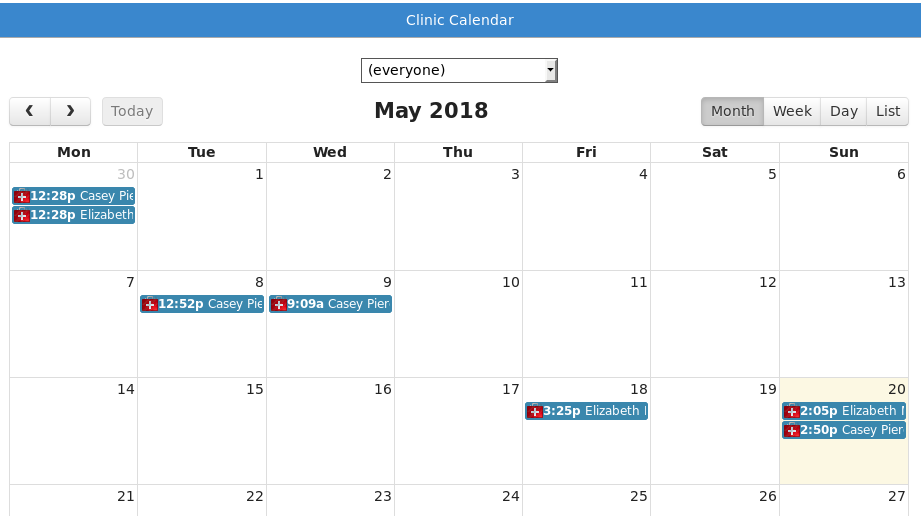 Clinic Calendar
(everyone)
Today
May 2018
Month Week Day List
Mon Tue Wed Thu Fri Sat Sun
30 1 2 3 4 5 6
12:28p Casey Pie
12:28p Elizabeth
7 8 9 10 11 12 13
12:52p Casey Pie 9:09a Casey Pier
14 15 16 17 18 19 20
3:25p Elizabeth 2:05p Elizabeth
2:50p Casey Pier
21 22 23 24 25 26 27